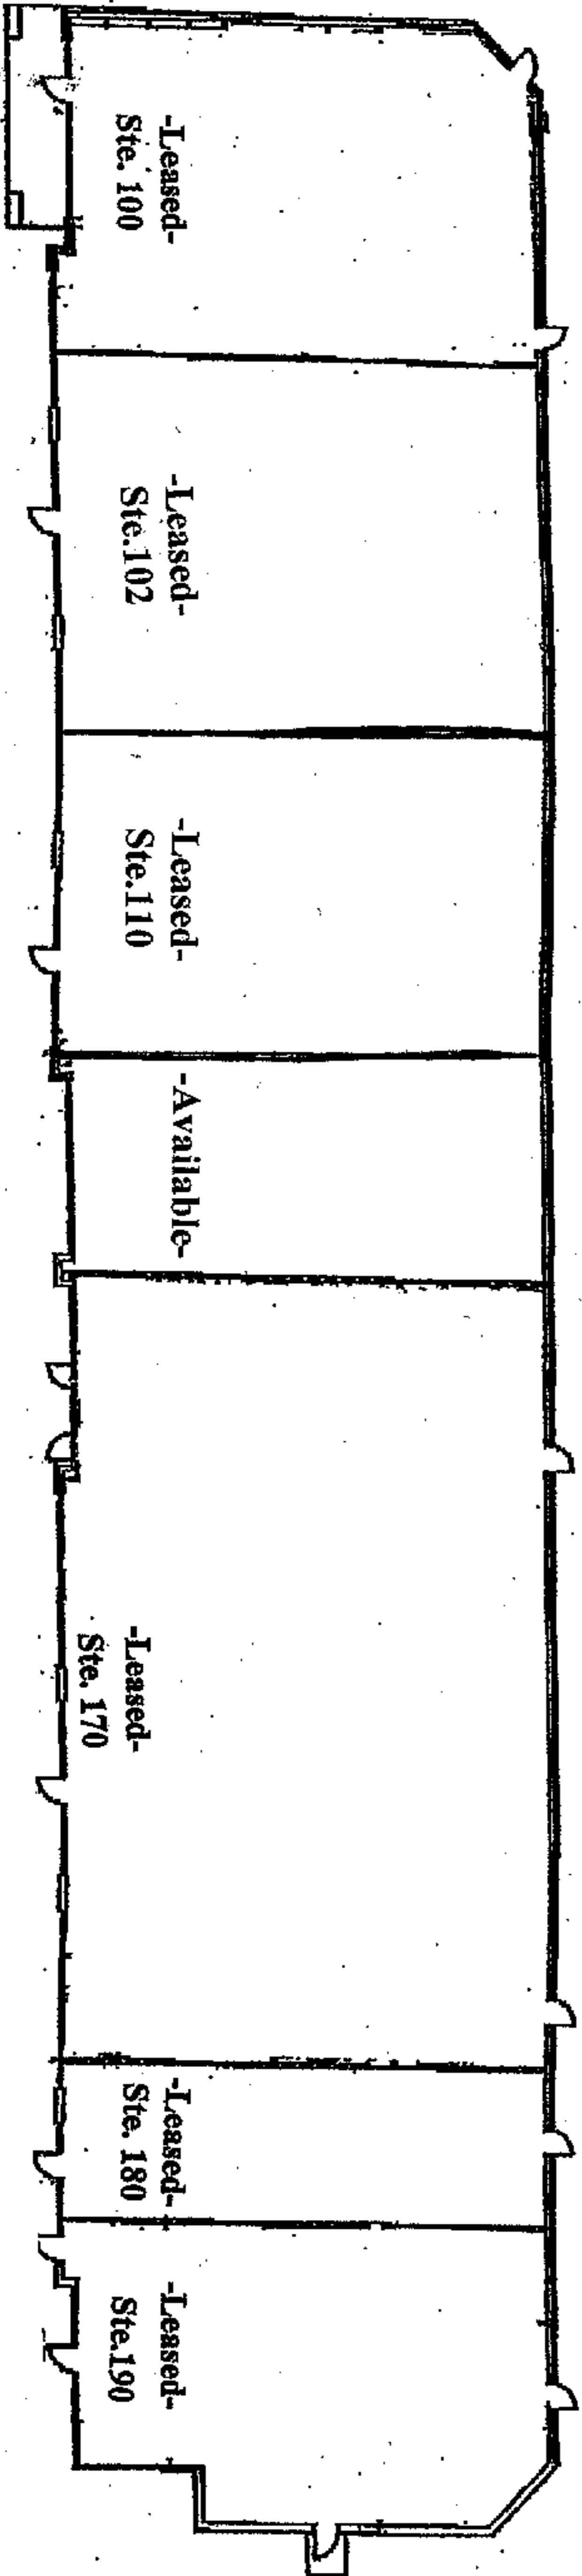 -Leased-
Ste. 100
-Leased-
Ste.102
-Leased-
Ste.110
-Available-
-Leased-
Ste. 170
-Leased-
Ste. 180
-Leased-
Ste.190